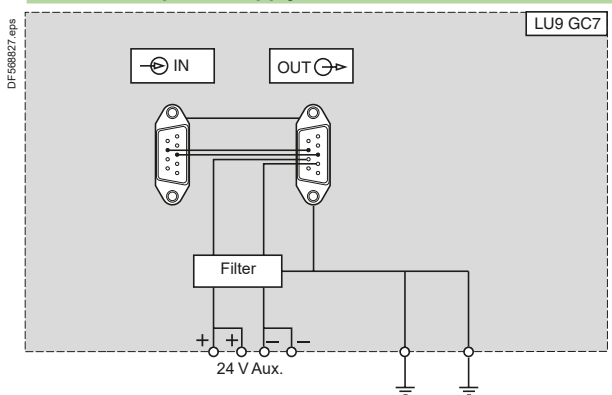 DF568827.eps
LU9 GC7
IN
OUT
Filter
+ + – –
24 V Aux.